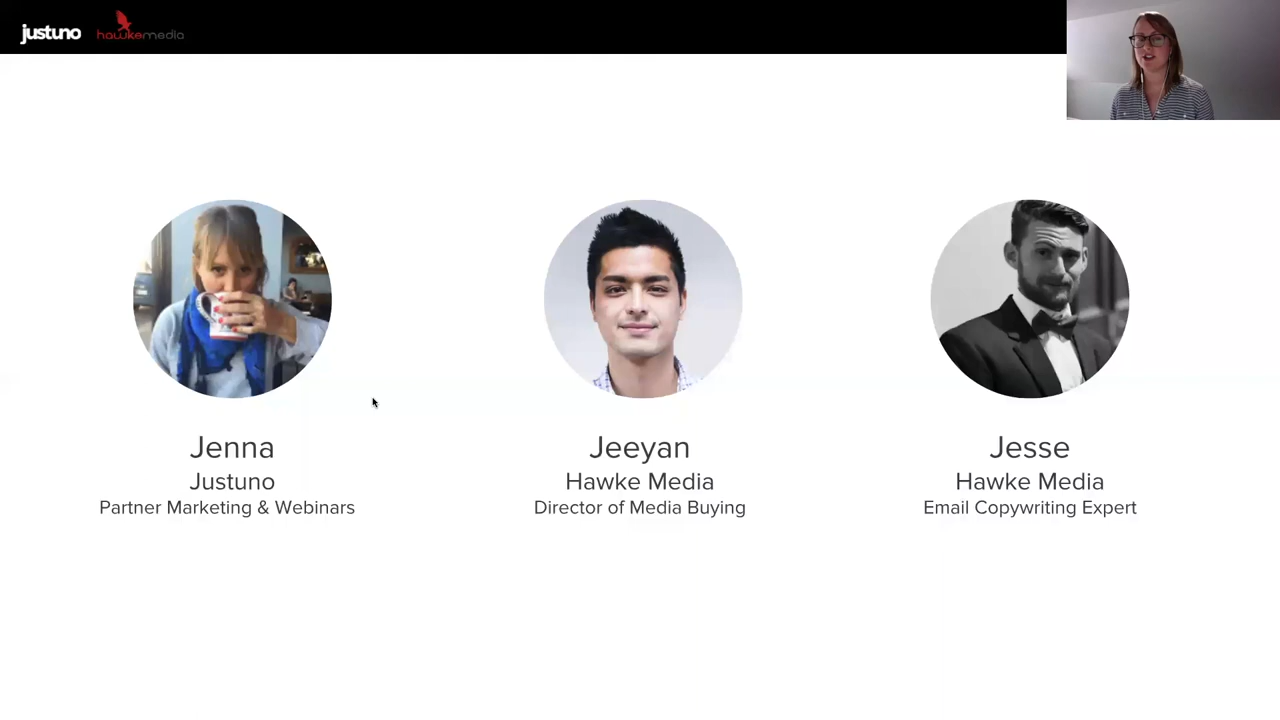 justuno hawkemedia
Jenna
Justuno
Partner Marketing & Webinars
Jeeyan
Hawke Media
Director of Media Buying
Jesse
Hawke Media
Email Copywriting Expert